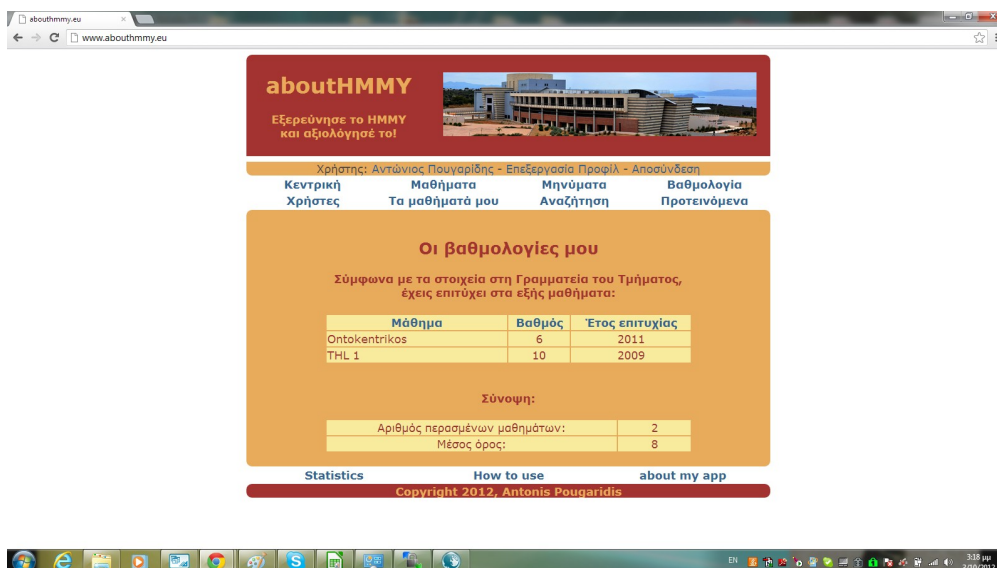 abouthmmy.eu
www.abouthmmy.eu
aboutHMMY
Εξερεύνησε το ΗΜΜΥ
και αξιολόγησέ το!
Χρήστης: Αντώνιος Πουγαρίδης - Επεξεργασία Προφίλ - Αποσύνδεση
Κεντρική Μαθήματα Μηνύματα Βαθμολογία
Χρήστες Τα μαθήματά μου Αναζήτηση Προτεινόμενα
Οι βαθμολογίες μου
Σύμφωνα με τα στοιχεία στη Γραμματεία του Τμήματος,
έχεις επιτύχει στα εξής μαθήματα:
Μάθημα Βαθμός Έτος επιτυχίας
Ontokentrikos 6 2011
THL 1 10 2009
Σύνοψη:
Αριθμός περασμένων μαθημάτων: 2
Μέσος όρος: 8
Statistics How to use about my app
Copyright 2012, Antonis Pougaridis
EN
3:18 μμ
3/10/2012